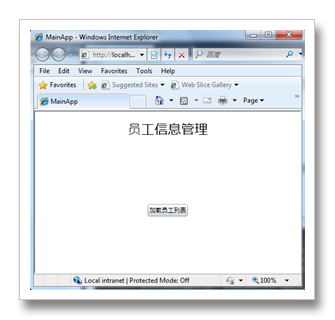 MainApp - Windows Internet Explorer
http://localh...
百度
File Edit View Favorites Tools Help
Favorites Suggested Sites Web Slice Gallery
MainApp Page
员工信息管理
加载员工列表
Local intranet | Protected Mode: Off 100%